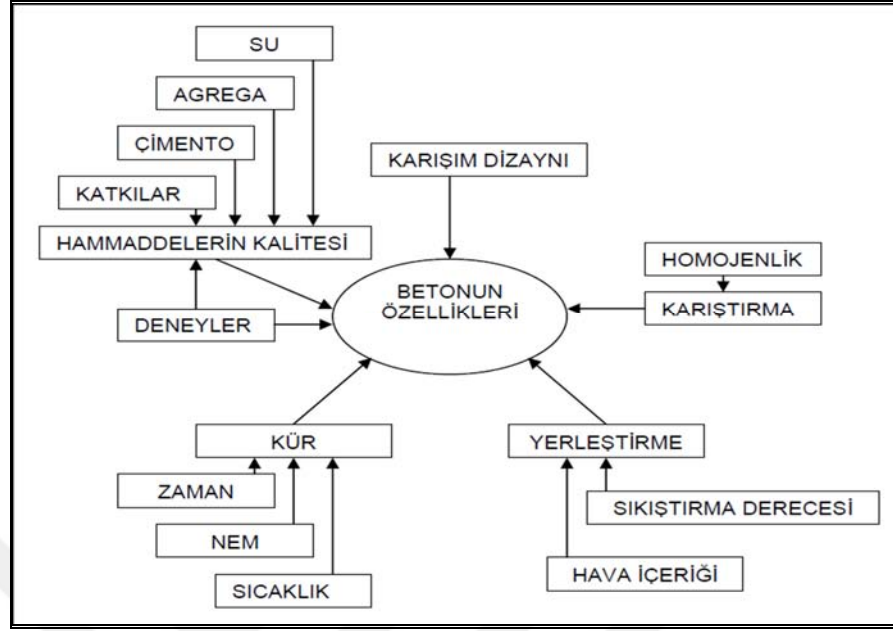 SU
AGREGA
ÇİMENTO
KATKILAR
HAMMADDELERİN KALİTESİ
DENEYLER
KARIŞIM DİZAYNI
BETONUN
ÖZELLİKLERİ
HOMOJENLİK
KARIŞTIRMA
KÜR
ZAMAN
NEM
SICAKLIK
YERLEŞTİRME
SIKIŞTIRMA DERECESİ
HAVA İÇERİĞİ